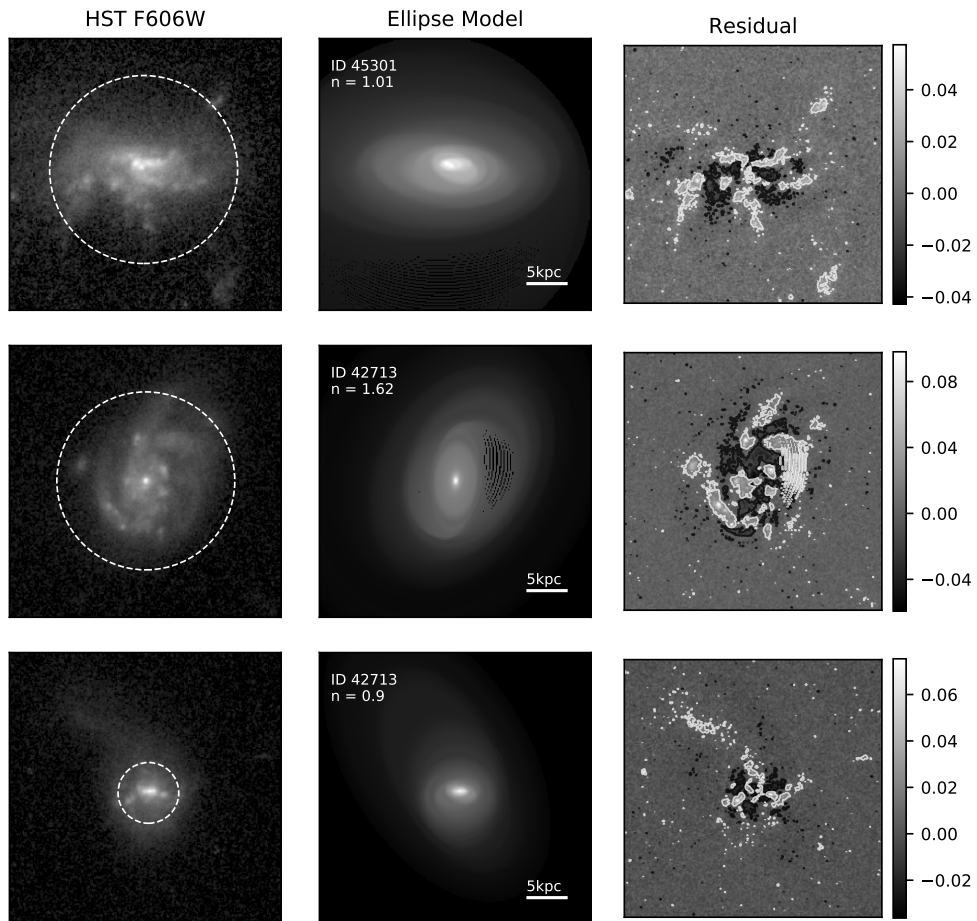 HST F606W
Ellipse Model
Residual
ID 45301
n = 1.01
5kpc
0.04
0.02
0.00
−0.02
−0.04
ID 42713
n = 1.62
5kpc
0.08
0.04
0.00
−0.04
ID 42713
n = 0.9
5kpc
0.06
0.04
0.02
0.00
−0.02